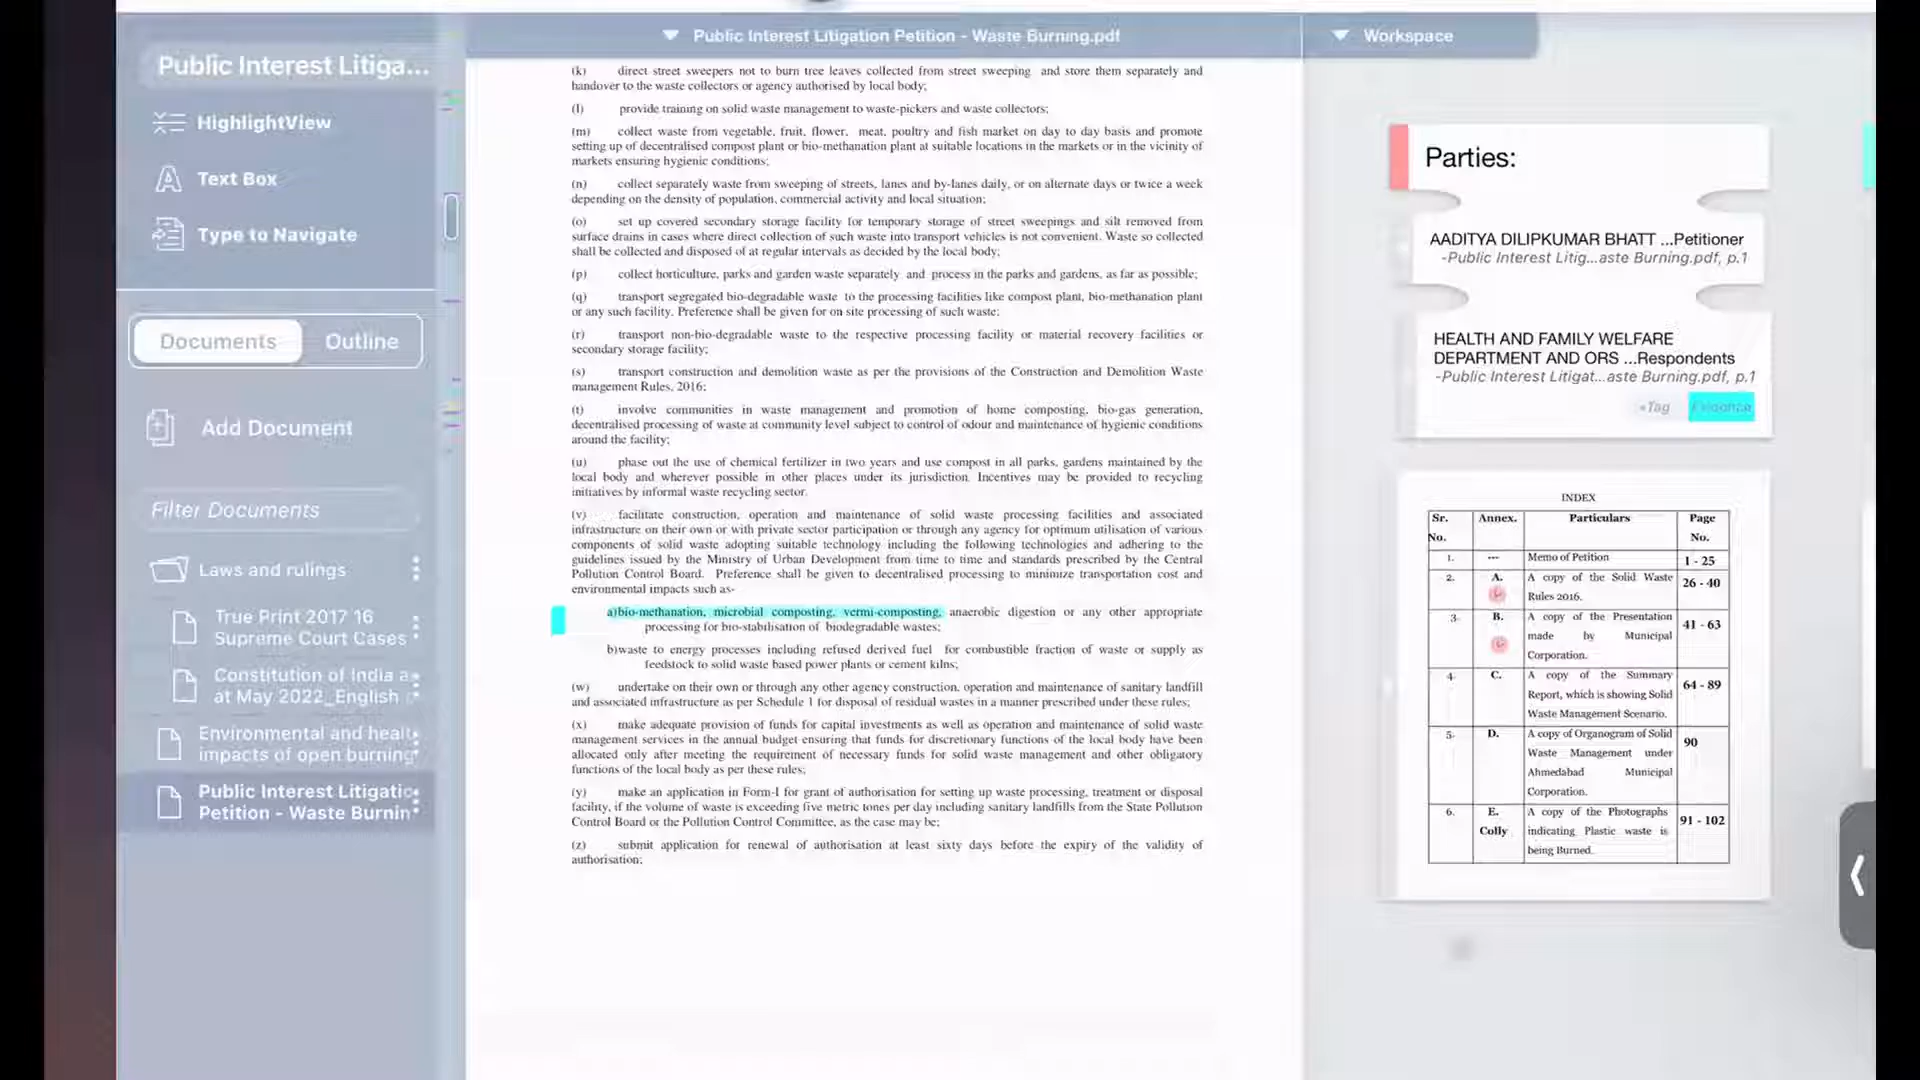 Public Interest Litiga...
HighlightView
Text Box
Type to Navigate
Documents
Outline
Add Document
Filter Documents
Laws and rulings
True Print 2017 16
Supreme Court Cases
Constitution of India a
at May 2022_English
Environmental and healt
impacts of open burning
Public Interest Litigatio
Petition - Waste Burnin
Public Interest Litigation Petition - Waste Burning.pdf
(k) direct street sweepers not to burn tree leaves collected from street sweeping and store them separately and
handover to the waste collectors or agency authorised by local body;
(l) provide training on solid waste management to waste-pickers and waste collectors;
(m) collect waste from vegetable, fruit, flower, meat, poultry and fish market on day to day basis and promote
setting up of decentralised compost plant or bio-methanation plant at suitable locations in the markets or in the vicinity of
markets ensuring hygienic conditions;
(n) collect separately waste from sweeping of streets, lanes and by-lanes daily, or on alternate days or twice a week
depending on the density of population, commercial activity and local situation;
(o) set up covered secondary storage facility for temporary storage of street sweepings and silt removed from
surface drains in cases where direct collection of such waste into transport vehicles is not convenient. Waste so collected
shall be collected and disposed of at regular intervals as decided by the local body;
(p) collect horticulture, parks and garden waste separately and process in the parks and gardens, as far as possible;
(q) transport segregated bio-degradable waste to the processing facilities like compost plant, bio-methanation plant
or any such facility. Preference shall be given for on site processing of such waste;
(r) transport non-bio-degradable waste to the respective processing facility or material recovery facilities or
secondary storage facility;
(s) transport construction and demolition waste as per the provisions of the Construction and Demolition Waste
management Rules, 2016;
(t) involve communities in waste management and promotion of home composting, bio-gas generation,
decentralised processing of waste at community level subject to control of odour and maintenance of hygienic conditions
around the facility;
(u) phase out the use of chemical fertilizer in two years and use compost in all parks, gardens maintained by the
local body and wherever possible in other places under its jurisdiction. Incentives may be provided to recycling
initiatives by informal waste recycling sector.
(v) facilitate construction, operation and maintenance of solid waste processing facilities and associated
infrastructure on their own or with private sector participation or through any agency for optimum utilisation of various
components of solid waste adopting suitable technology including the following technologies and adhering to the
guidelines issued by the Ministry of Urban Development from time to time and standards prescribed by the Central
Pollution Control Board. Preference shall be given to decentralised processing to minimize transportation cost and
environmental impacts such as-
a)bio-methanation, microbial composting, vermi-composting, anaerobic digestion or any other appropriate
processing for bio-stabilisation of biodegradable wastes;
b)waste to energy processes including refused derived fuel for combustible fraction of waste or supply as
feedstock to solid waste based power plants or cement kilns;
(w) undertake on their own or through any other agency construction, operation and maintenance of sanitary landfill
and associated infrastructure as per Schedule 1 for disposal of residual wastes in a manner prescribed under these rules;
(x) make adequate provision of funds for capital investments as well as operation and maintenance of solid waste
management services in the annual budget ensuring that funds for discretionary functions of the local body have been
allocated only after meeting the requirement of necessary funds for solid waste management and other obligatory
functions of the local body as per these rules;
(y) make an application in Form-I for grant of authorisation for setting up waste processing, treatment or disposal
facility, if the volume of waste is exceeding five metric tones per day including sanitary landfills from the State Pollution
Control Board or the Pollution Control Committee, as the case may be;
(z) submit application for renewal of authorisation at least sixty days before the expiry of the validity of
authorisation;
Workspace
Parties:
AADITYA DILIPKUMAR BHATT ...Petitioner
-Public Interest Litig...aste Burning.pdf, p.1
HEALTH AND FAMILY WELFARE
DEPARTMENT AND ORS ...Respondents
-Public Interest Litigat...aste Burning.pdf, p.1
+Tag Evidence
INDEX
Sr. No. Annex. Particulars Page No.
1. --- Memo of Petition 1 - 25
2. A. A copy of the Solid Waste Rules 2016. 26 - 40
3. B. A copy of the Presentation made by Municipal Corporation. 41 - 63
4. C. A copy of the Summary Report, which is showing Solid Waste Management Scenario. 64 - 89
5. D. A copy of Organogram of Solid Waste Management under Ahmedabad Municipal Corporation. 90
6. E. Colly A copy of the Photographs indicating Plastic waste is being Burned. 91 - 102